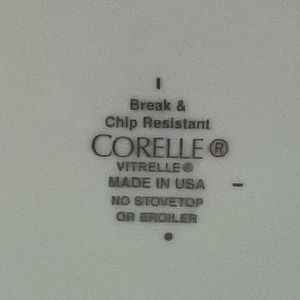 I
Break &
Chip Resistant
CORELLE®
VITRELLE®
MADE IN USA
NO STOVETOP
OR BROILER